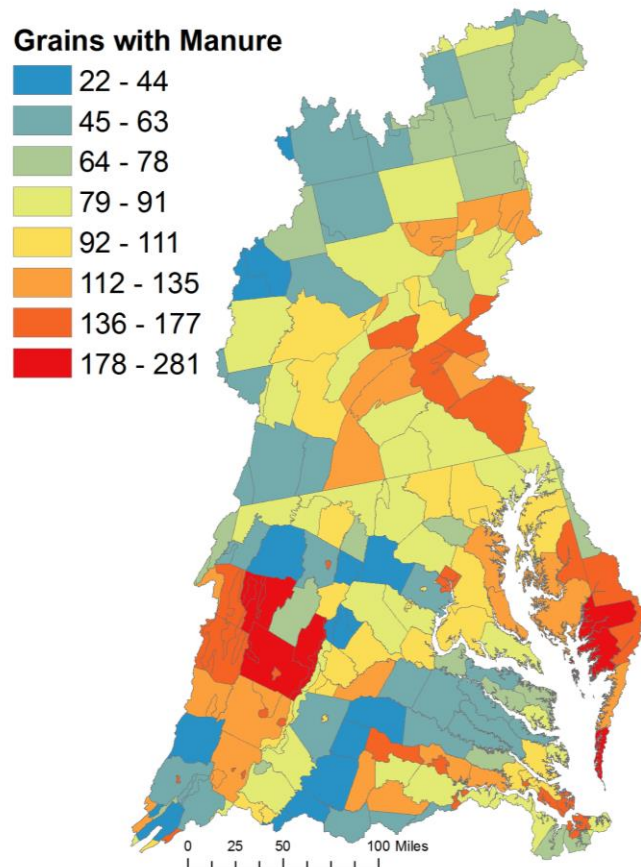 Grains with Manure
22 - 44
45 - 63
64 - 78
79 - 91
92 - 111
112 - 135
136 - 177
178 - 281
0 25 50 100 Miles